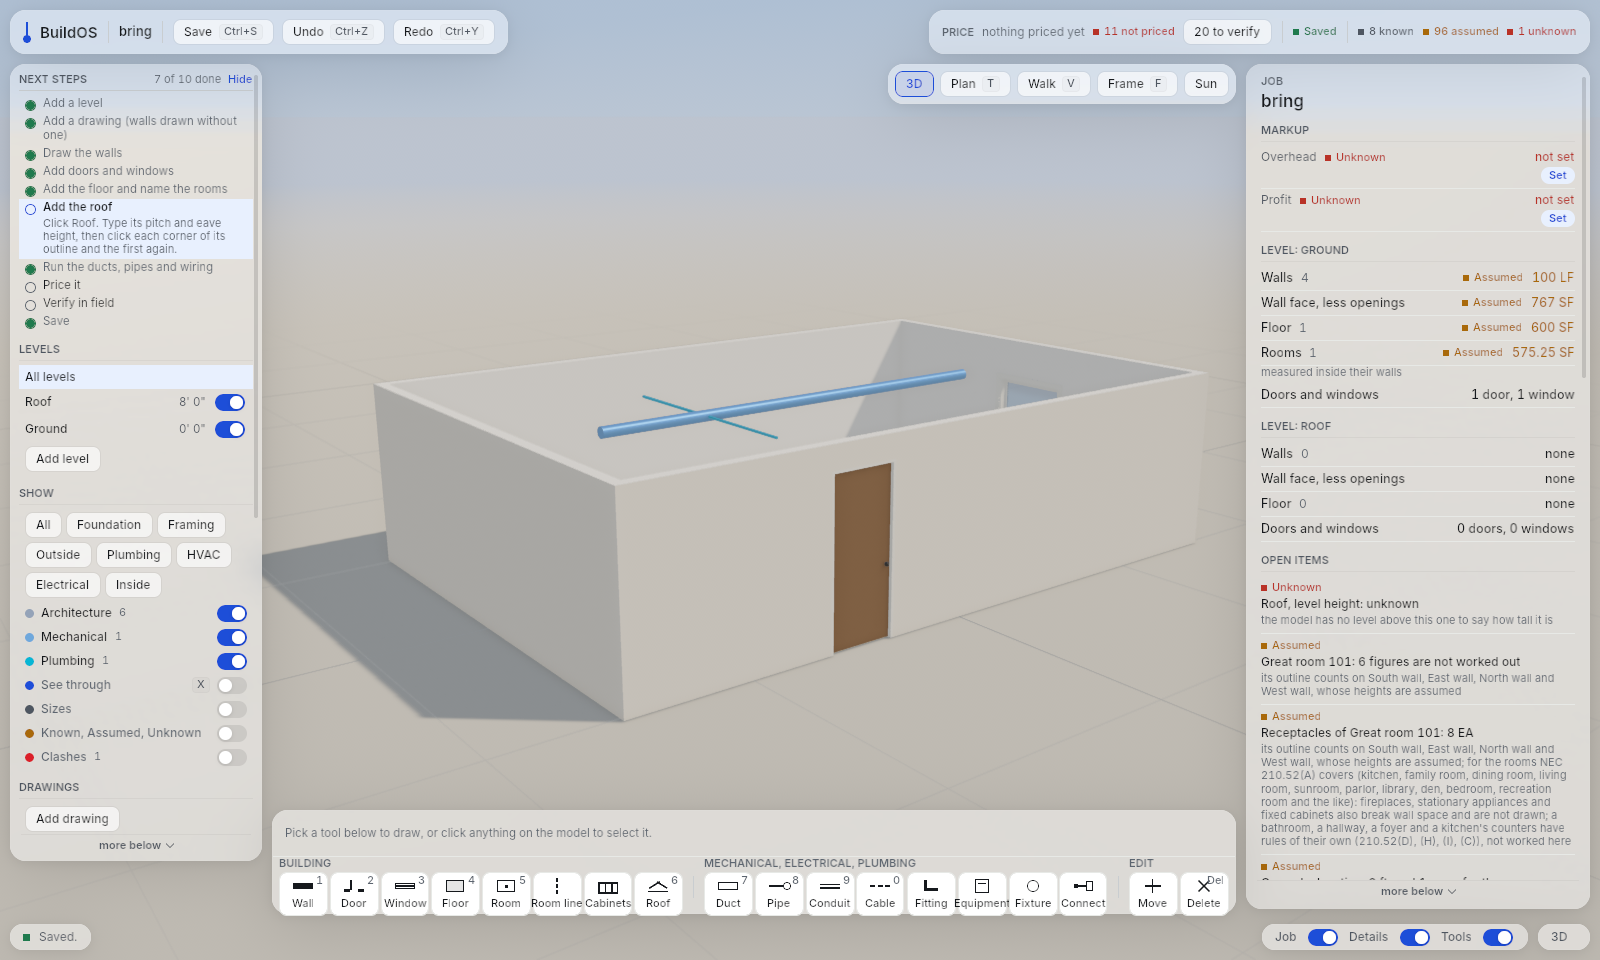 BuildOS
bring
Save Ctrl+S
Undo Ctrl+Z
Redo Ctrl+Y
PRICE nothing priced yet 11 not priced 20 to verify Saved 8 known 96 assumed 1 unknown
NEXT STEPS 7 of 10 done Hide
Add a level
Add a drawing (walls drawn without
one)
Draw the walls
Add doors and windows
Add the floor and name the rooms
Add the roof
Click Roof. Type its pitch and eave
height, then click each corner of its
outline and the first again.
Run the ducts, pipes and wiring
Price it
Verify in field
Save
LEVELS
All levels
Roof 8' 0"
Ground 0' 0"
Add level
SHOW
All Foundation Framing
Outside Plumbing HVAC
Electrical Inside
Architecture 6
Mechanical 1
Plumbing 1
See through X
Sizes
Known, Assumed, Unknown
Clashes 1
DRAWINGS
Add drawing
more below
3D Plan T Walk V Frame F Sun
JOB
bring
MARKUP
Overhead Unknown not set
Set
Profit Unknown not set
Set
LEVEL: GROUND
Walls 4 Assumed 100 LF
Wall face, less openings Assumed 767 SF
Floor 1 Assumed 600 SF
Rooms 1 Assumed 575.25 SF
measured inside their walls
Doors and windows 1 door, 1 window
LEVEL: ROOF
Walls 0 none
Wall face, less openings none
Floor 0 none
Doors and windows 0 doors, 0 windows
OPEN ITEMS
Unknown
Roof, level height: unknown
the model has no level above this one to say how tall it is
Assumed
Great room 101: 6 figures are not worked out
its outline counts on South wall, East wall, North wall and
West wall, whose heights are assumed
Assumed
Receptacles of Great room 101: 8 EA
its outline counts on South wall, East wall, North wall and
West wall, whose heights are assumed; for the rooms NEC
210.52(A) covers (kitchen, family room, dining room, living
room, sunroom, parlor, library, den, bedroom, recreation
room and the like): fireplaces, stationary appliances and
fixed cabinets also break wall space and are not drawn; a
bathroom, a hallway, a foyer and a kitchen's counters have
rules of their own (210.52(D), (H), (I), (C)), not worked here
Assumed
more below
Pick a tool below to draw, or click anything on the model to select it.
BUILDING
1 Wall
2 Door
3 Window
4 Floor
5 Room
Room line
Cabinets
6 Roof
MECHANICAL, ELECTRICAL, PLUMBING
7 Duct
8 Pipe
9 Conduit
0 Cable
Fitting
Equipment
Fixture
Connect
EDIT
Move
Del Delete
Saved.
Job Details Tools 3D